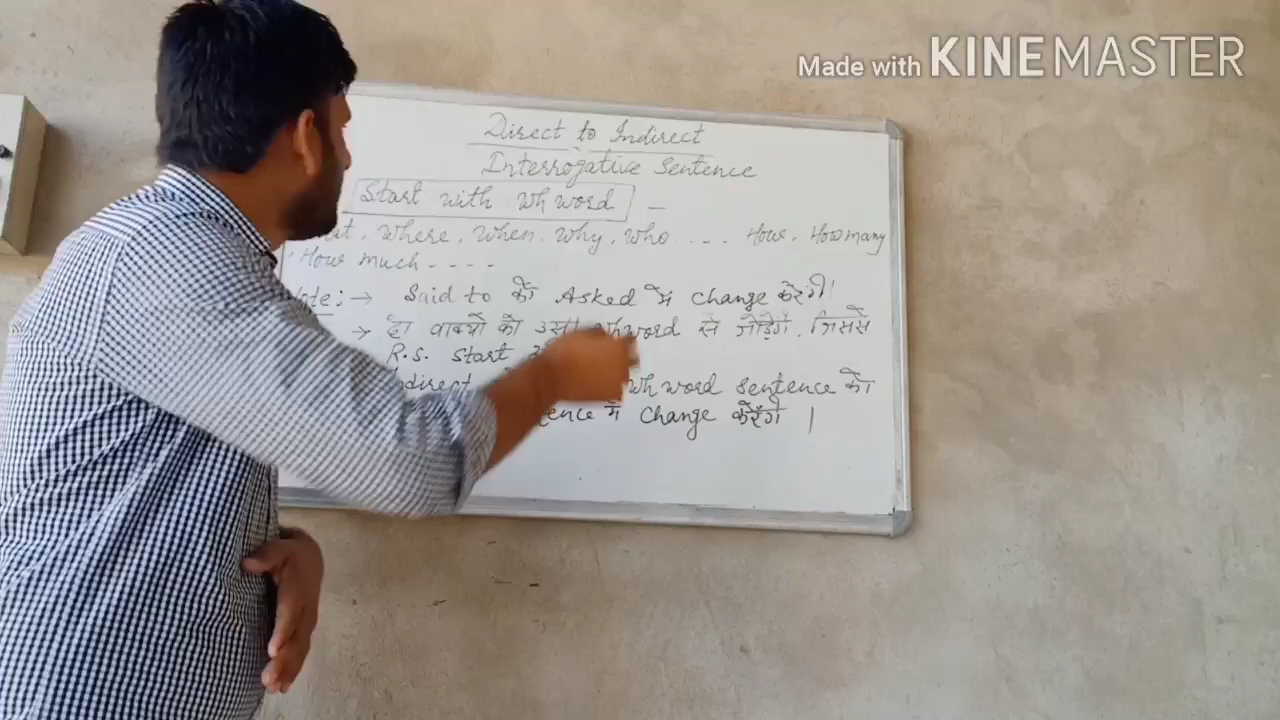 Made with KINEMASTER
Direct to Indirect
Interrogative Sentence
Start with Wh word –
Where, When, Why, Who .... How, How many
How much ----
Note: → Said to को Asked में Change करेंगे।
→ दो वाक्यों को उसी Wh word से जोड़ेंगे, जिससे
R.S. Start
Indirect Wh word Sentence को
में Change करेंगे।